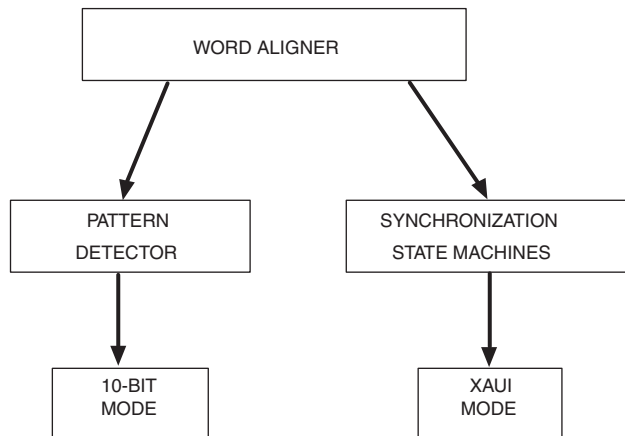 WORD ALIGNER
PATTERN
DETECTOR
SYNCHRONIZATION
STATE MACHINES
10-BIT
MODE
XAUI
MODE